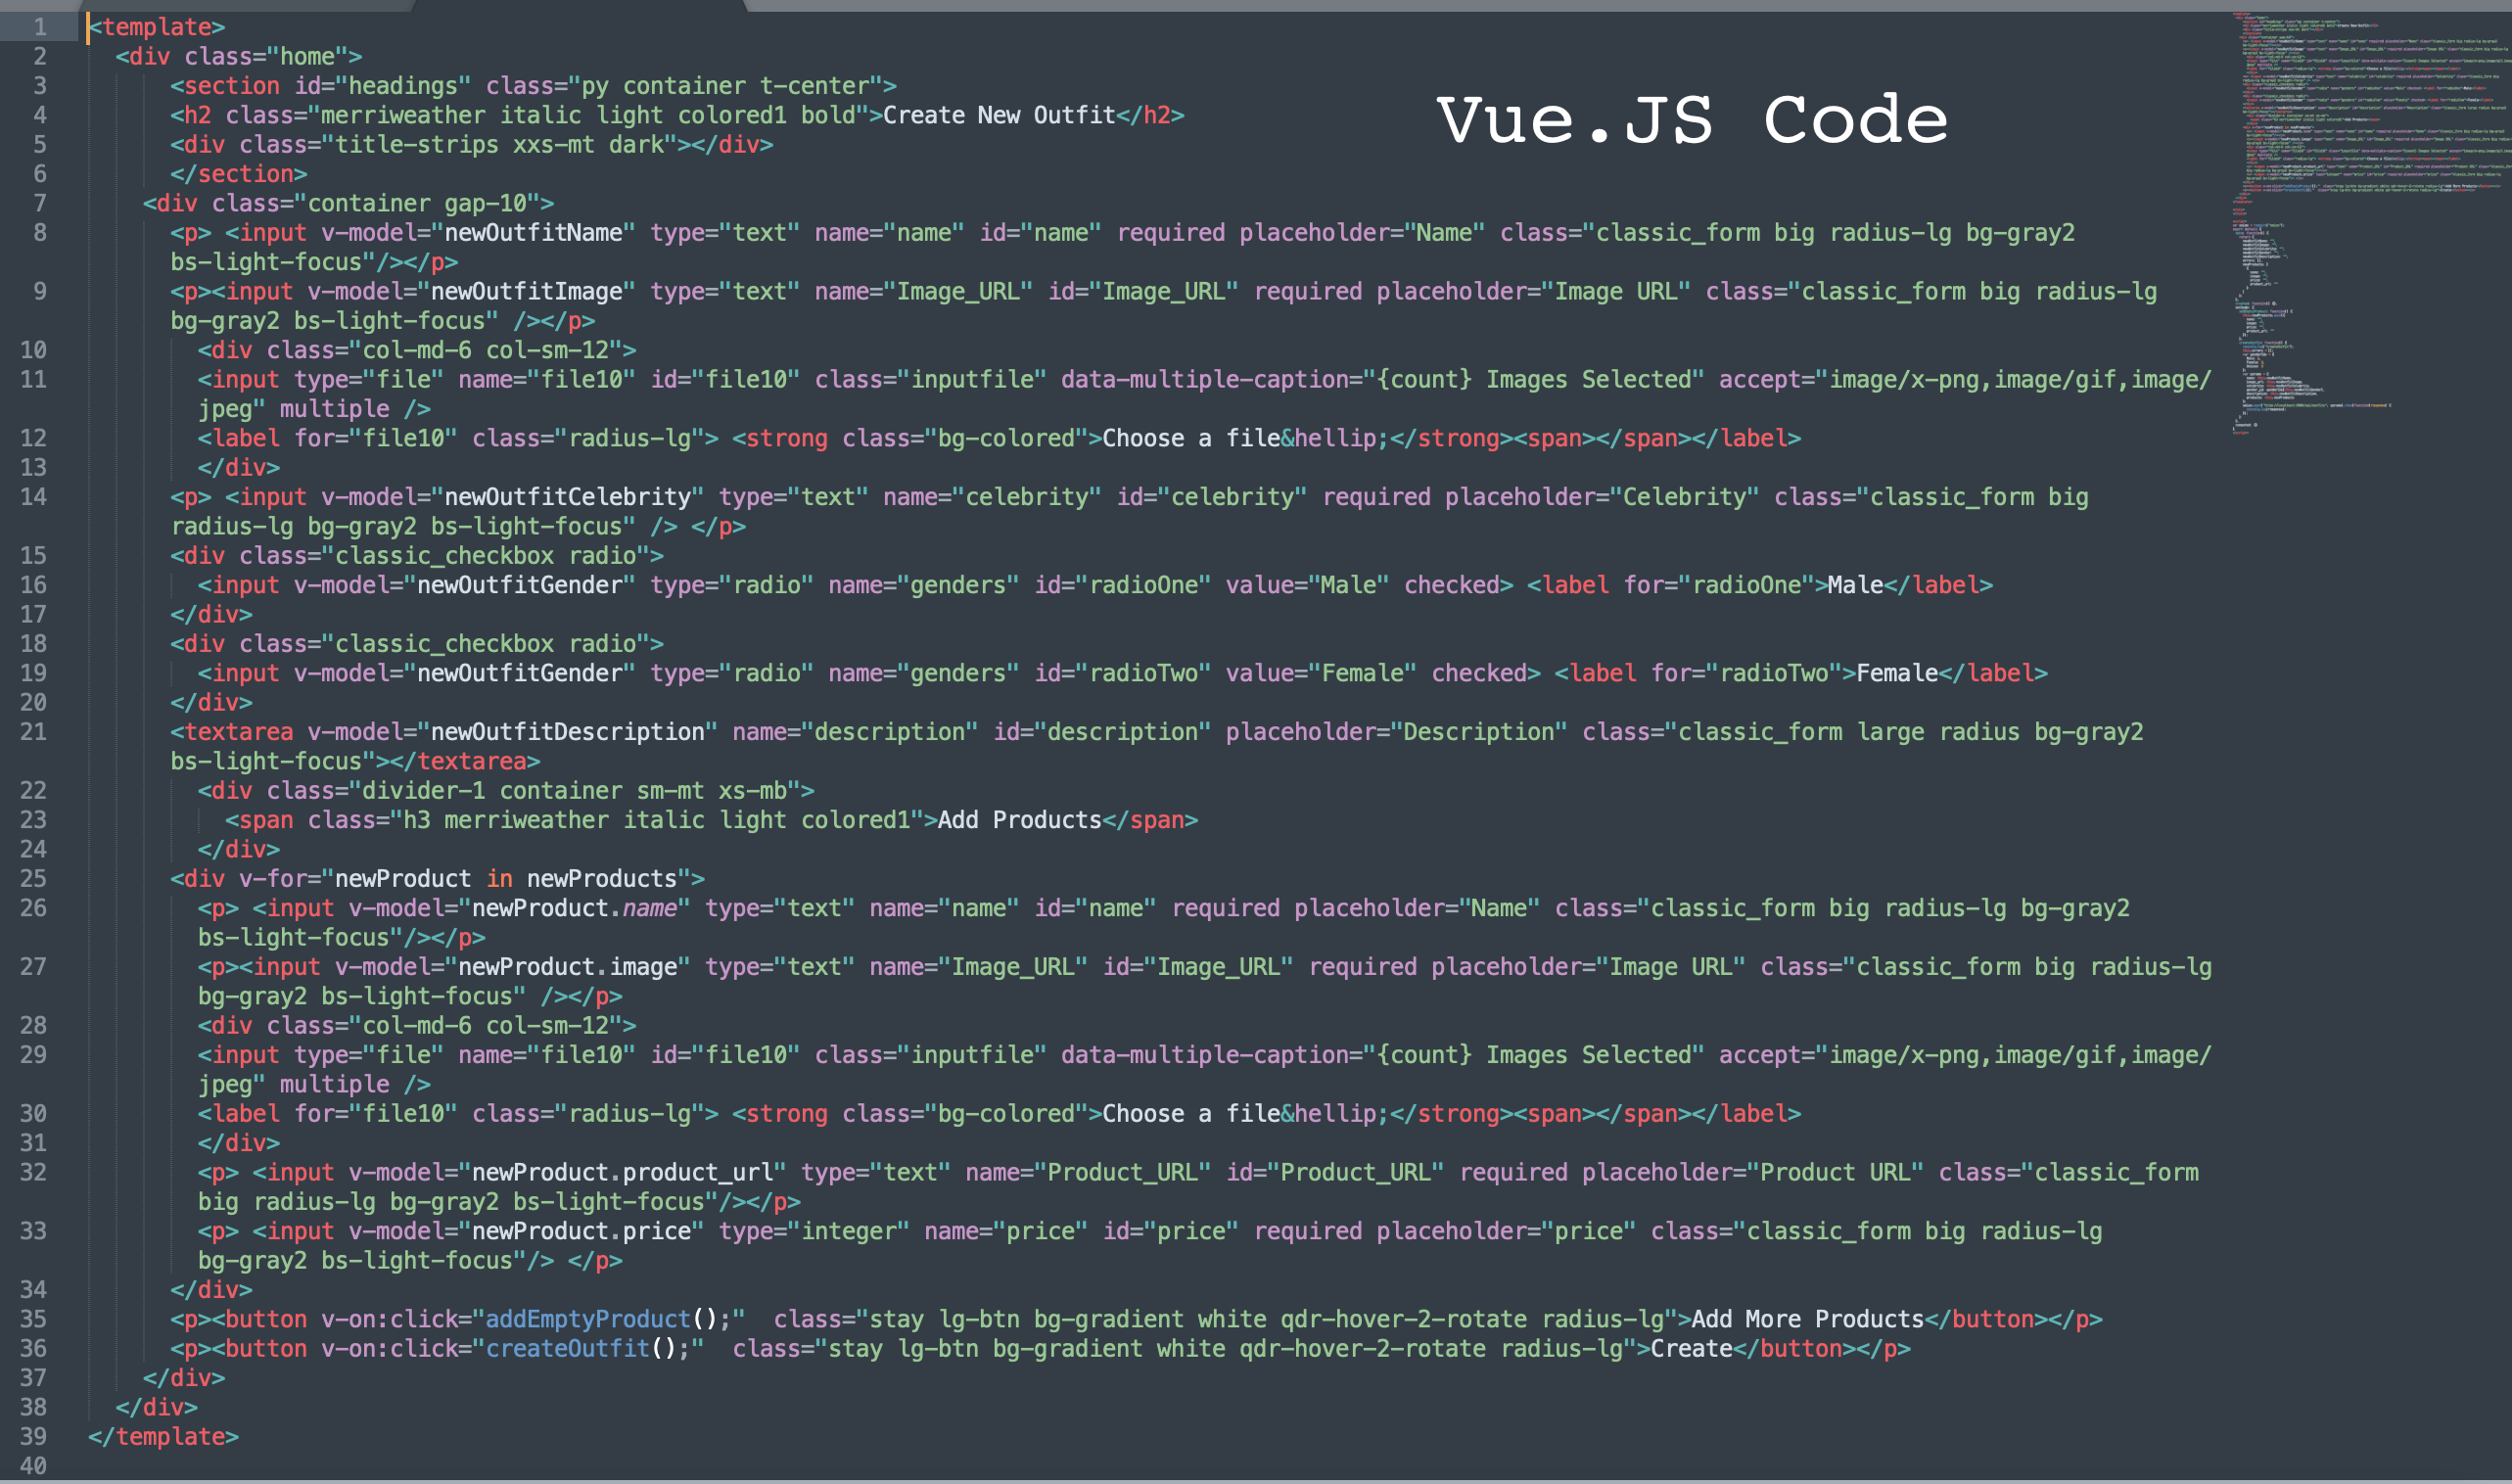 1 <template>
2 <div class="home">
3 <section id="headings" class="py container t-center">
4 <h2 class="merriweather italic light colored1 bold">Create New Outfit</h2>
Vue.JS Code
5 <div class="title-strips xxs-mt dark"></div>
6 </section>
7 <div class="container gap-10">
8 <p> <input v-model="newOutfitName" type="text" name="name" id="name" required placeholder="Name" class="classic_form big radius-lg bg-gray2
bs-light-focus"/></p>
9 <p><input v-model="newOutfitImage" type="text" name="Image_URL" id="Image_URL" required placeholder="Image URL" class="classic_form big radius-lg
bg-gray2 bs-light-focus" /></p>
10 <div class="col-md-6 col-sm-12">
11 <input type="file" name="file10" id="file10" class="inputfile" data-multiple-caption="{count} Images Selected" accept="image/x-png,image/gif,image/
jpeg" multiple />
12 <label for="file10" class="radius-lg"> <strong class="bg-colored">Choose a file&hellip;</strong><span></span></label>
13 </div>
14 <p> <input v-model="newOutfitCelebrity" type="text" name="celebrity" id="celebrity" required placeholder="Celebrity" class="classic_form big
radius-lg bg-gray2 bs-light-focus" /> </p>
15 <div class="classic_checkbox radio">
16 <input v-model="newOutfitGender" type="radio" name="genders" id="radioOne" value="Male" checked> <label for="radioOne">Male</label>
17 </div>
18 <div class="classic_checkbox radio">
19 <input v-model="newOutfitGender" type="radio" name="genders" id="radioTwo" value="Female" checked> <label for="radioTwo">Female</label>
20 </div>
21 <textarea v-model="newOutfitDescription" name="description" id="description" placeholder="Description" class="classic_form large radius bg-gray2
bs-light-focus"></textarea>
22 <div class="divider-1 container sm-mt xs-mb">
23 <span class="h3 merriweather italic light colored1">Add Products</span>
24 </div>
25 <div v-for="newProduct in newProducts">
26 <p> <input v-model="newProduct.name" type="text" name="name" id="name" required placeholder="Name" class="classic_form big radius-lg bg-gray2
bs-light-focus"/></p>
27 <p><input v-model="newProduct.image" type="text" name="Image_URL" id="Image_URL" required placeholder="Image URL" class="classic_form big radius-lg
bg-gray2 bs-light-focus" /></p>
28 <div class="col-md-6 col-sm-12">
29 <input type="file" name="file10" id="file10" class="inputfile" data-multiple-caption="{count} Images Selected" accept="image/x-png,image/gif,image/
jpeg" multiple />
30 <label for="file10" class="radius-lg"> <strong class="bg-colored">Choose a file&hellip;</strong><span></span></label>
31 </div>
32 <p> <input v-model="newProduct.product_url" type="text" name="Product_URL" id="Product_URL" required placeholder="Product URL" class="classic_form
big radius-lg bg-gray2 bs-light-focus"/></p>
33 <p> <input v-model="newProduct.price" type="integer" name="price" id="price" required placeholder="price" class="classic_form big radius-lg
bg-gray2 bs-light-focus"/> </p>
34 </div>
35 <p><button v-on:click="addEmptyProduct();"  class="stay lg-btn bg-gradient white qdr-hover-2-rotate radius-lg">Add More Products</button></p>
36 <p><button v-on:click="createOutfit();"  class="stay lg-btn bg-gradient white qdr-hover-2-rotate radius-lg">Create</button></p>
37 </div>
38 </div>
39 </template>
40